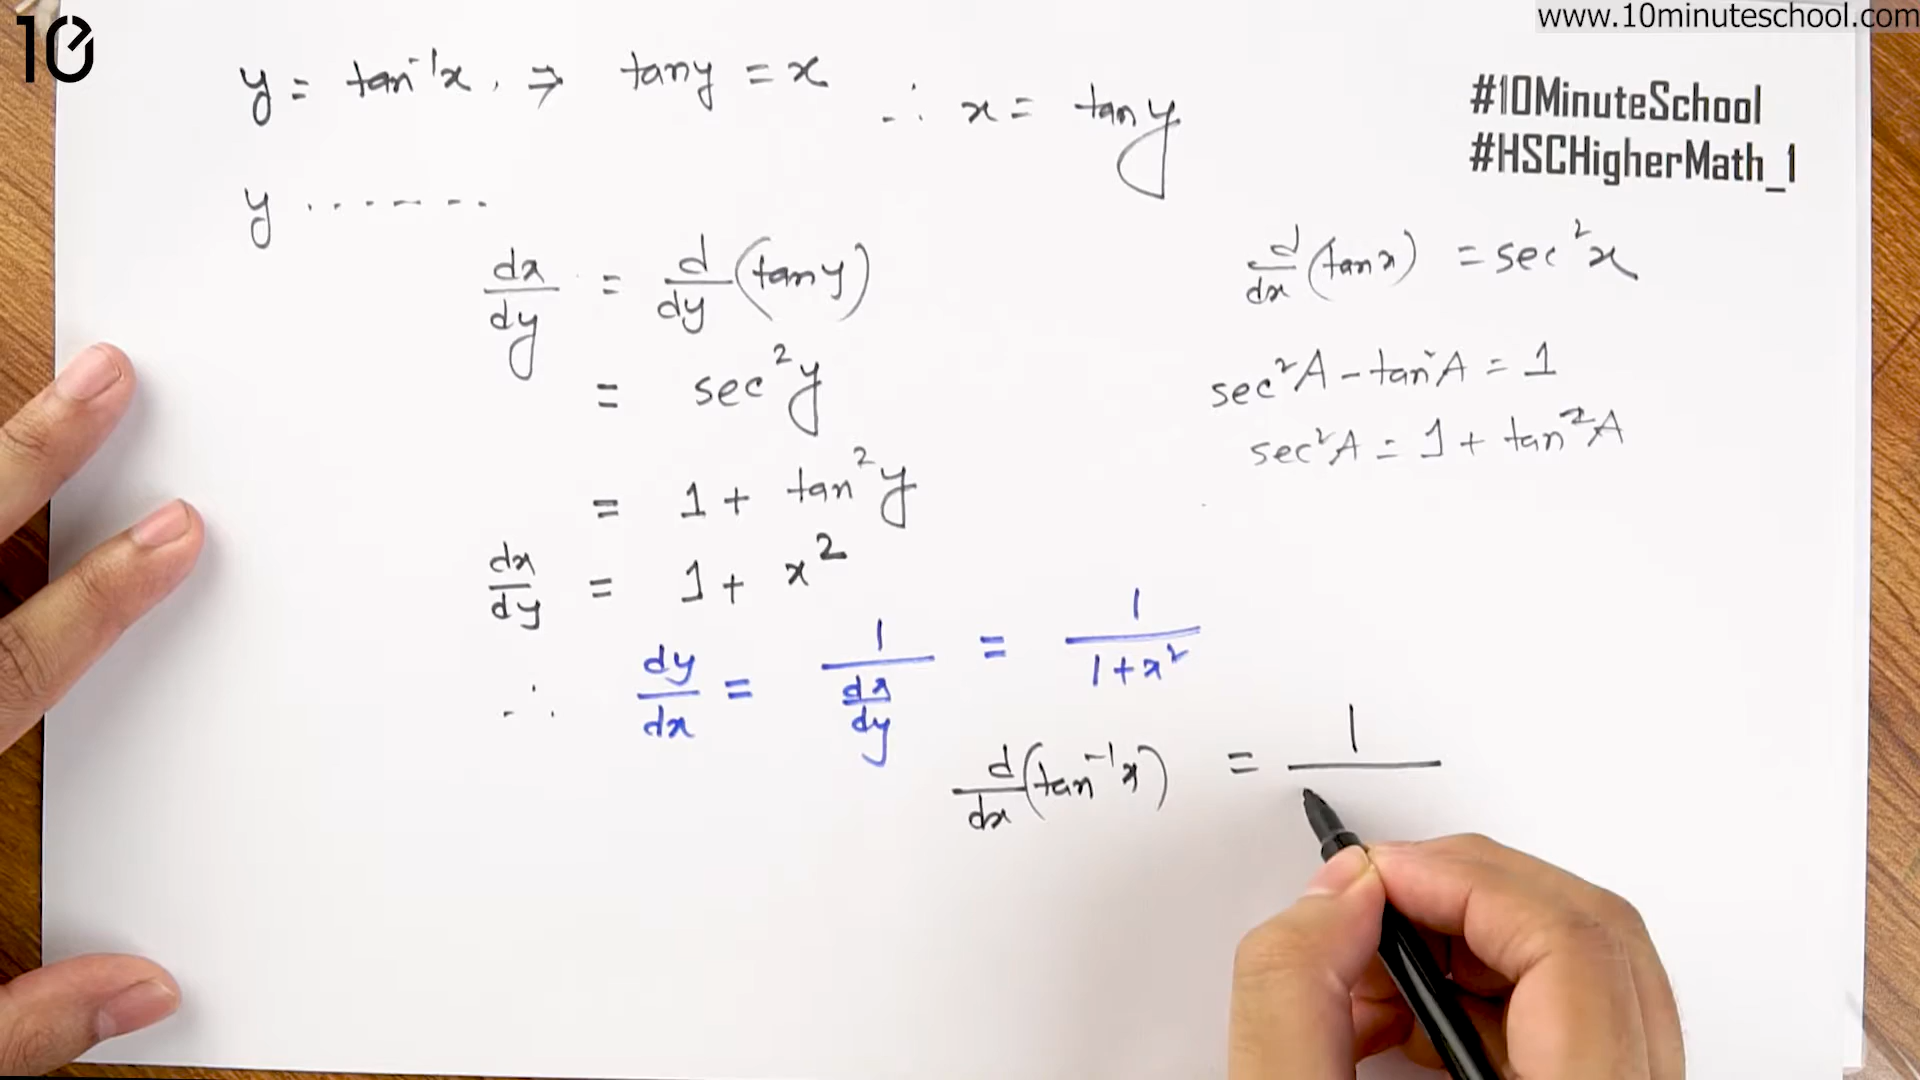 10
www.10minuteschool.com
#10MinuteSchool
#HSCHigherMath_1
y = tan⁻¹x, ⇒ tany = x ∴ x = tany
y ........
dx/dy = d/dy (tany)
= sec²y
= 1 + tan²y
dx/dy = 1 + x²
∴ dy/dx = 1/(dx/dy) = 1/(1+x²)
d/dx (tan⁻¹x) = 1/
d/dx (tanx) = sec²x
sec²A - tan²A = 1
sec²A = 1 + tan²A